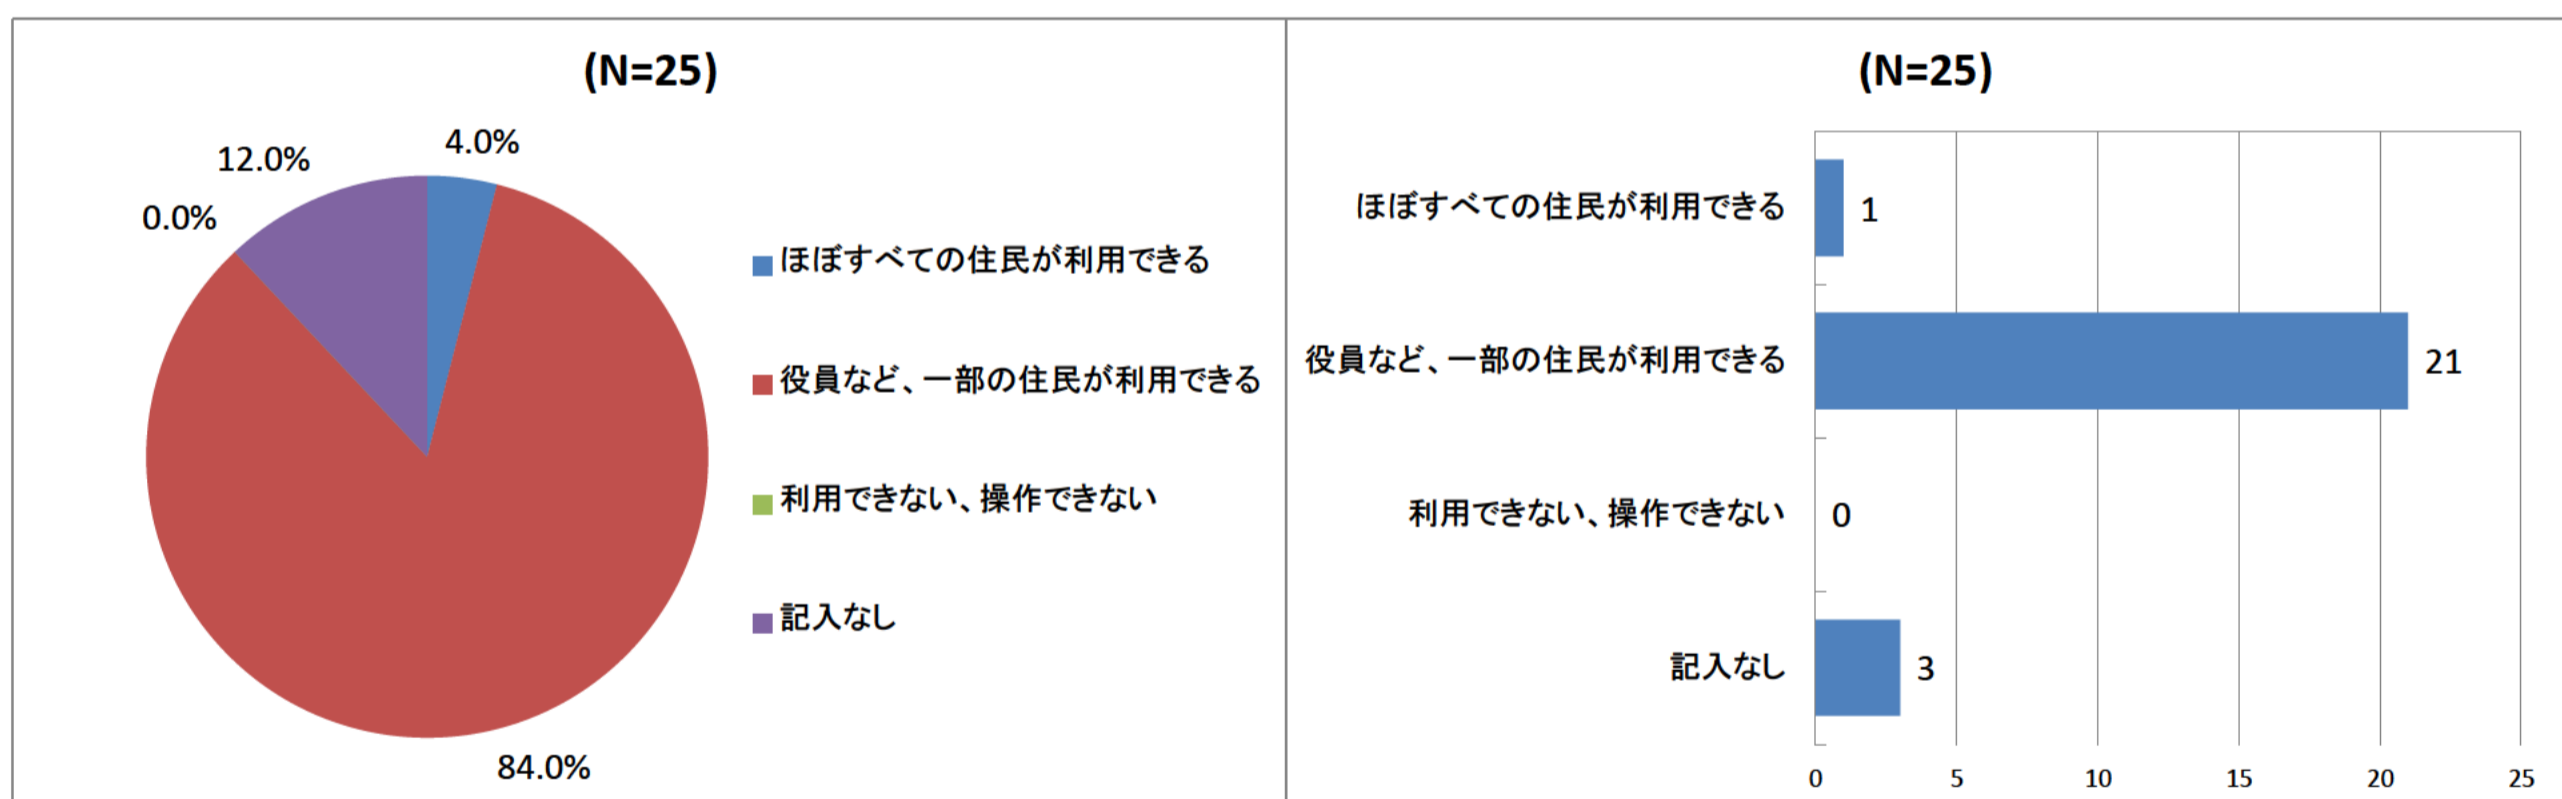 (N=25)
4.0%
12.0%
0.0%
84.0%
ほぼすべての住民が利用できる
役員など、一部の住民が利用できる
利用できない、操作できない
記入なし
(N=25)
ほぼすべての住民が利用できる 1
役員など、一部の住民が利用できる 21
利用できない、操作できない 0
記入なし 3
0 5 10 15 20 25